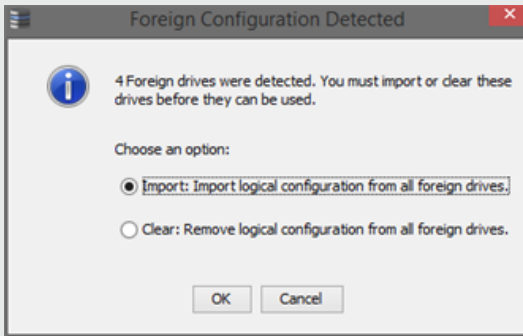 Foreign Configuration Detected
4 Foreign drives were detected. You must import or clear these
drives before they can be used.
Choose an option:
Import: Import logical configuration from all foreign drives.
Clear: Remove logical configuration from all foreign drives.
OK Cancel